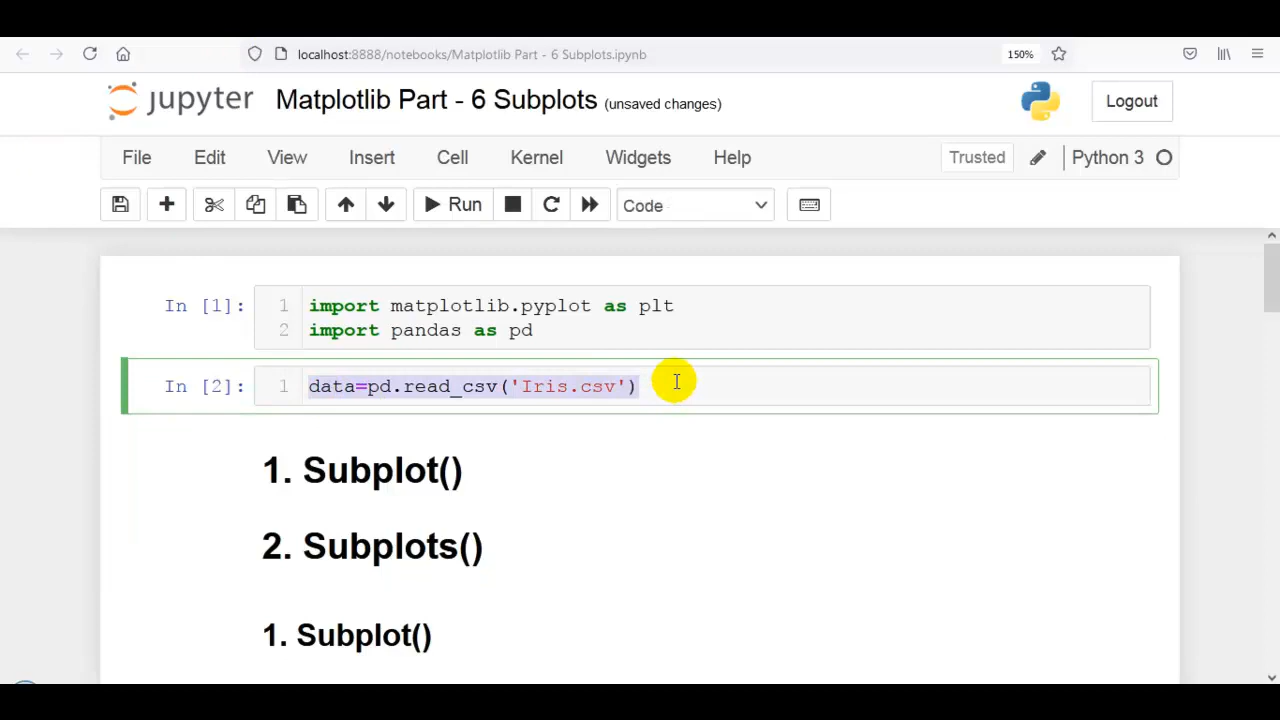 localhost:8888/notebooks/Matplotlib Part - 6 Subplots.ipynb
150%
jupyter Matplotlib Part - 6 Subplots (unsaved changes)
Logout
File Edit View Insert Cell Kernel Widgets Help
Trusted
Python 3
Run
Code
In [1]:
1 import matplotlib.pyplot as plt
2 import pandas as pd
In [2]:
1 data=pd.read_csv('Iris.csv')
1. Subplot()
2. Subplots()
1. Subplot()